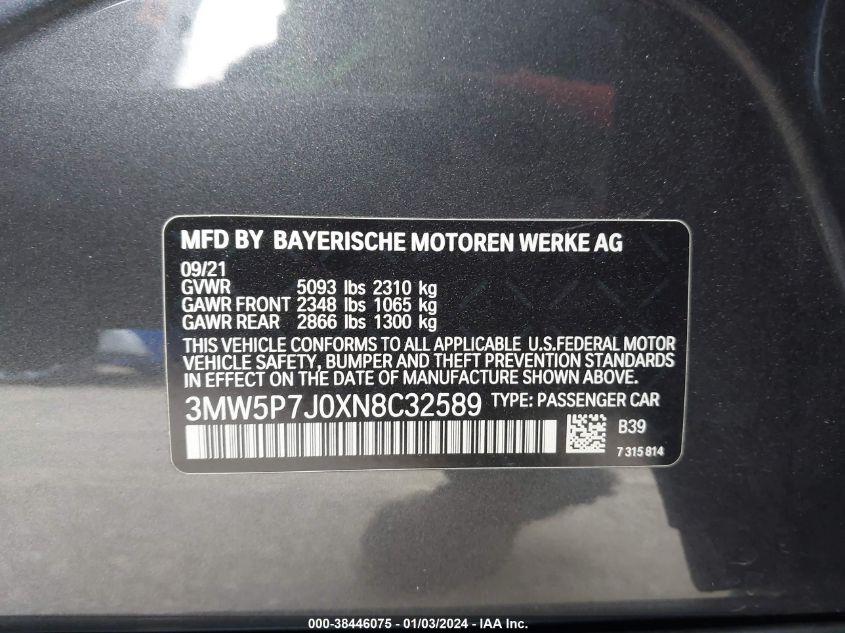 MFD BY BAYERISCHE MOTOREN WERKE AG
09/21
GVWR 5093 lbs 2310 kg
GAWR FRONT 2348 lbs 1065 kg
GAWR REAR 2866 lbs 1300 kg
THIS VEHICLE CONFORMS TO ALL APPLICABLE U.S.FEDERAL MOTOR
VEHICLE SAFETY, BUMPER AND THEFT PREVENTION STANDARDS
IN EFFECT ON THE DATE OF MANUFACTURE SHOWN ABOVE.
3MW5P7J0XN8C32589 TYPE: PASSENGER CAR
B39
7 315 814
000-38446075 - 01/03/2024 - IAA Inc.